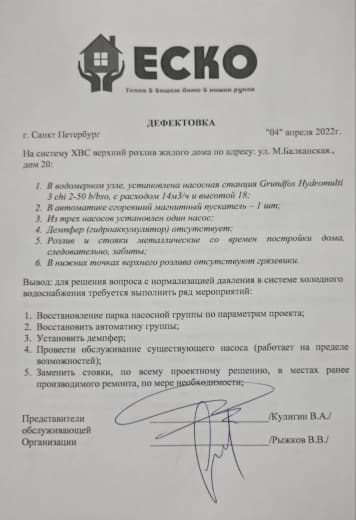 ЕСКО
Тепло в вашем доме в наших руках
ДЕФЕКТОВКА
г. Санкт Петербург "04" апреля 2022г.
На систему ХВС верхний розлив жилого дома по адресу: ул. М.Балканская.,
дом 20:
1. В водомерном узле, установлена насосная станция Grundfos Hydromulti
3 chi 2-50 b/bxo, с расходом 14м3/ч и высотой 18;
2. В автоматике сгоревший магнитный пускатель – 1 шт;
3. Из трех насосов установлен один насос;
4. Демпфер (гидроаккумулятор) отсутствует;
5. Розлив и стояки металлические со времен постройки дома,
следовательно, забиты;
6. В нижних точках верхнего розлива отсутствуют грязевики.
Вывод: для решения вопроса с нормализацией давления в системе холодного
водоснабжения требуется выполнить ряд мероприятий:
1. Восстановление парка насосной группы по параметрам проекта;
2. Восстановить автоматику группы;
3. Установить демпфер;
4. Провести обслуживание существующего насоса (работает на пределе
возможностей);
5. Заменить стояки, по всему проектному решению, в местах ранее
производимого ремонта, по мере необходимости;
Представители /Кулигин В.А./
обслуживающей
Организации /Рыжков В.В./